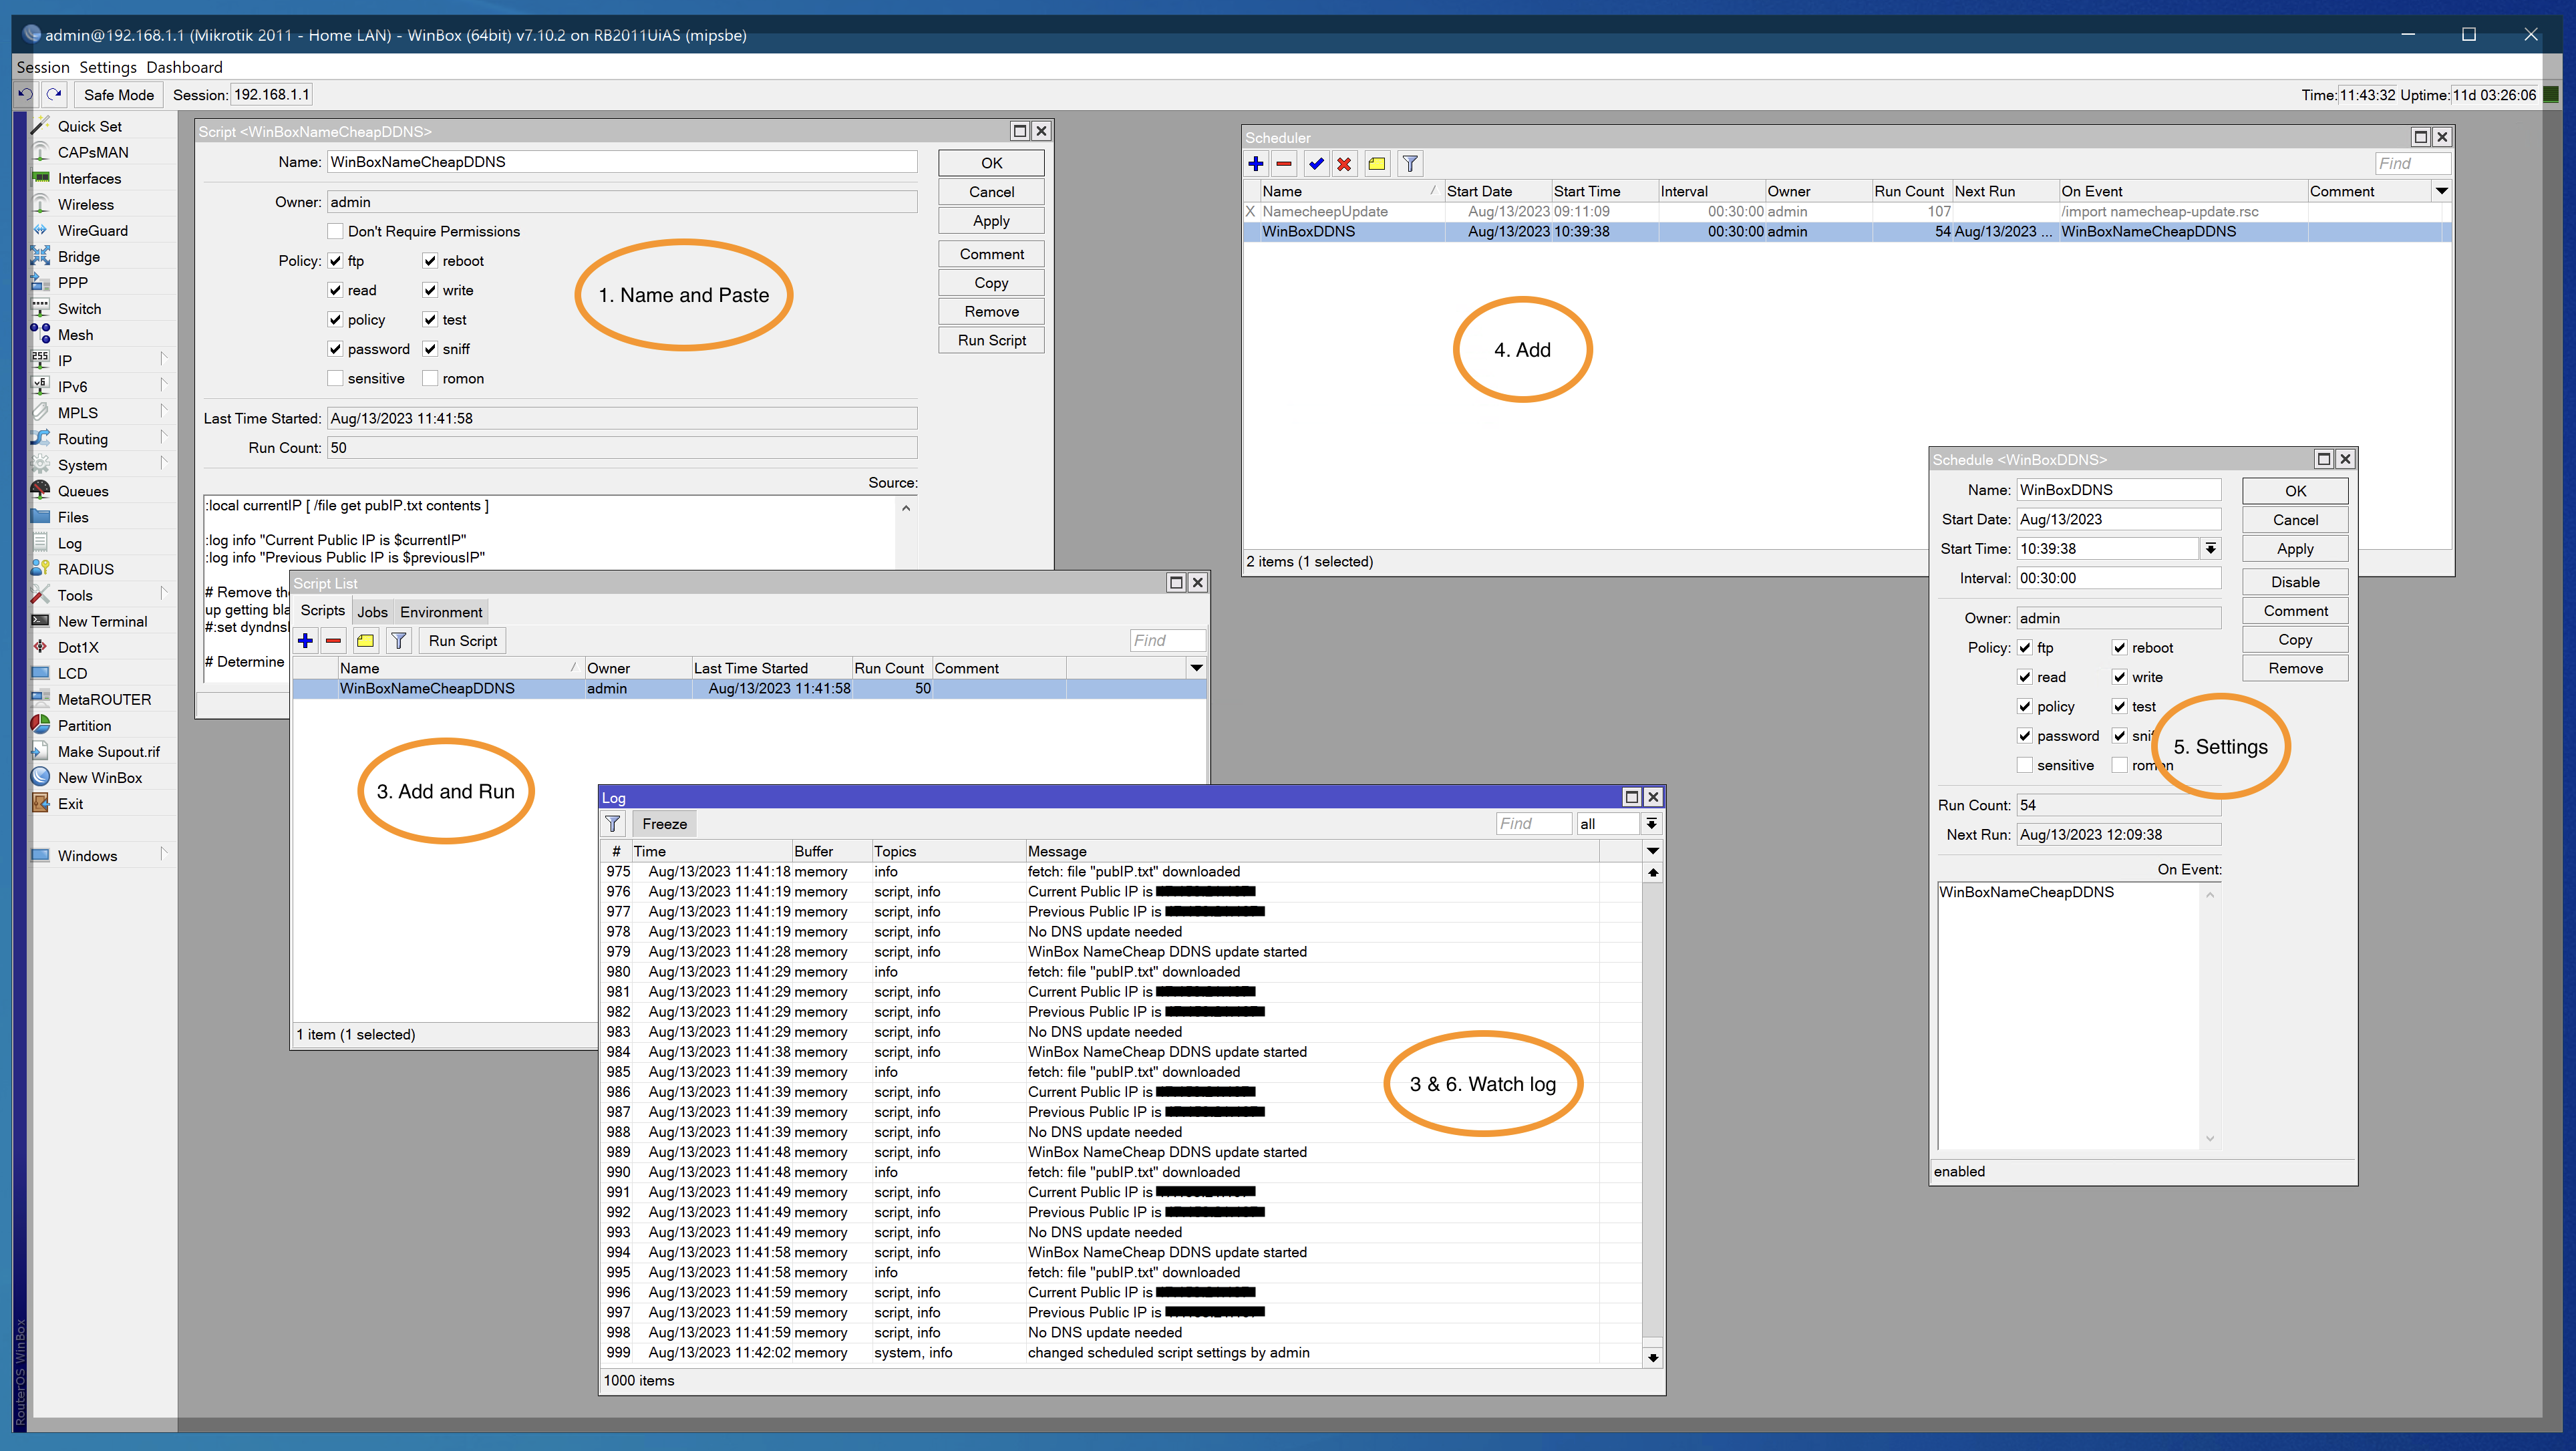 admin@192.168.1.1 (Mikrotik 2011 - Home LAN) - WinBox (64bit) v7.10.2 on RB2011UiAS (mipsbe)
Session Settings Dashboard
Safe Mode Session: 192.168.1.1
Time: 11:43:32 Uptime: 11d 03:26:06
Quick Set
CAPsMAN
Interfaces
Wireless
WireGuard
Bridge
PPP
Switch
Mesh
IP
IPv6
MPLS
Routing
System
Queues
Files
Log
RADIUS
Tools
New Terminal
Dot1X
LCD
MetaROUTER
Partition
Make Supout.rif
New WinBox
Exit
Windows
RouterOS WinBox
Script <WinBoxNameCheapDDNS>
Name: WinBoxNameCheapDDNS
Owner: admin
Don't Require Permissions
Policy: ftp reboot
read write
policy test
password sniff
sensitive romon
Last Time Started: Aug/13/2023 11:41:58
Run Count: 50
Source:
:local currentIP [ /file get pubIP.txt contents ]
:log info "Current Public IP is $currentIP"
:log info "Previous Public IP is $previousIP"
# Remove the
up getting bla
#:set dyndnsl
# Determine
OK
Cancel
Apply
Comment
Copy
Remove
Run Script
1. Name and Paste
Script List
Scripts Jobs Environment
Run Script Find
Name Owner Last Time Started Run Count Comment
WinBoxNameCheapDDNS admin Aug/13/2023 11:41:58 50
3. Add and Run
1 item (1 selected)
Scheduler
Find
Name Start Date Start Time Interval Owner Run Count Next Run On Event Comment
X NamecheepUpdate Aug/13/2023 09:11:09 00:30:00 admin 107 /import namecheap-update.rsc
WinBoxDDNS Aug/13/2023 10:39:38 00:30:00 admin 54 Aug/13/2023 ... WinBoxNameCheapDDNS
4. Add
2 items (1 selected)
Schedule <WinBoxDDNS>
Name: WinBoxDDNS
Start Date: Aug/13/2023
Start Time: 10:39:38
Interval: 00:30:00
Owner: admin
Policy: ftp reboot
read write
policy test
password snif
sensitive romon
Run Count: 54
Next Run: Aug/13/2023 12:09:38
On Event:
WinBoxNameCheapDDNS
enabled
OK
Cancel
Apply
Disable
Comment
Copy
Remove
5. Settings
Log
Freeze Find all
# Time Buffer Topics Message
975 Aug/13/2023 11:41:18 memory info fetch: file "pubIP.txt" downloaded
976 Aug/13/2023 11:41:19 memory script, info Current Public IP is
977 Aug/13/2023 11:41:19 memory script, info Previous Public IP is
978 Aug/13/2023 11:41:19 memory script, info No DNS update needed
979 Aug/13/2023 11:41:28 memory script, info WinBox NameCheap DDNS update started
980 Aug/13/2023 11:41:29 memory info fetch: file "pubIP.txt" downloaded
981 Aug/13/2023 11:41:29 memory script, info Current Public IP is
982 Aug/13/2023 11:41:29 memory script, info Previous Public IP is
983 Aug/13/2023 11:41:29 memory script, info No DNS update needed
984 Aug/13/2023 11:41:38 memory script, info WinBox NameCheap DDNS update started
985 Aug/13/2023 11:41:39 memory info fetch: file "pubIP.txt" downloaded
986 Aug/13/2023 11:41:39 memory script, info Current Public IP is
987 Aug/13/2023 11:41:39 memory script, info Previous Public IP is
988 Aug/13/2023 11:41:39 memory script, info No DNS update needed
989 Aug/13/2023 11:41:48 memory script, info WinBox NameCheap DDNS update started
990 Aug/13/2023 11:41:48 memory info fetch: file "pubIP.txt" downloaded
991 Aug/13/2023 11:41:49 memory script, info Current Public IP is
992 Aug/13/2023 11:41:49 memory script, info Previous Public IP is
993 Aug/13/2023 11:41:49 memory script, info No DNS update needed
994 Aug/13/2023 11:41:58 memory script, info WinBox NameCheap DDNS update started
995 Aug/13/2023 11:41:58 memory info fetch: file "pubIP.txt" downloaded
996 Aug/13/2023 11:41:59 memory script, info Current Public IP is
997 Aug/13/2023 11:41:59 memory script, info Previous Public IP is
998 Aug/13/2023 11:41:59 memory script, info No DNS update needed
999 Aug/13/2023 11:42:02 memory system, info changed scheduled script settings by admin
3 & 6. Watch log
1000 items